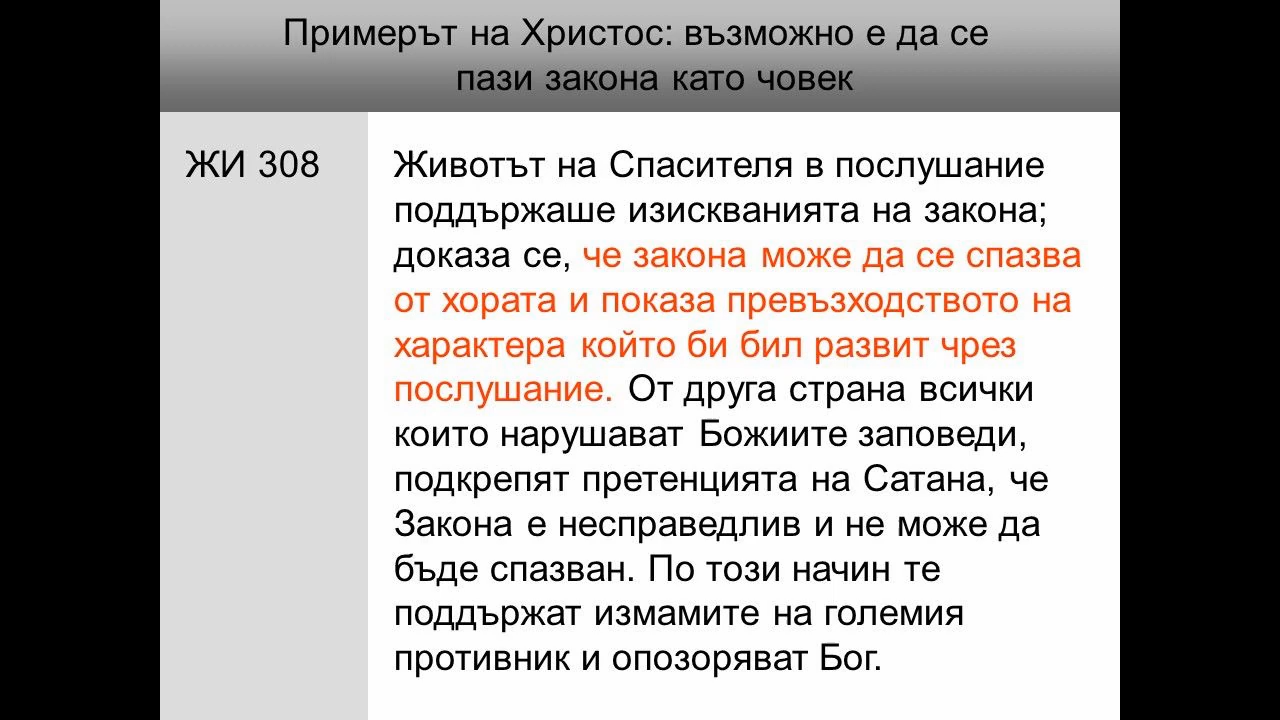 Примерът на Христос: възможно е да се
пази закона като човек
ЖИ 308
Животът на Спасителя в послушание
поддържаше изискванията на закона;
доказа се, че закона може да се спазва
от хората и показа превъзходството на
характера който би бил развит чрез
послушание. От друга страна всички
които нарушават Божиите заповеди,
подкрепят претенцията на Сатана, че
Закона е несправедлив и не може да
бъде спазван. По този начин те
поддържат измамите на големия
противник и опозоряват Бог.